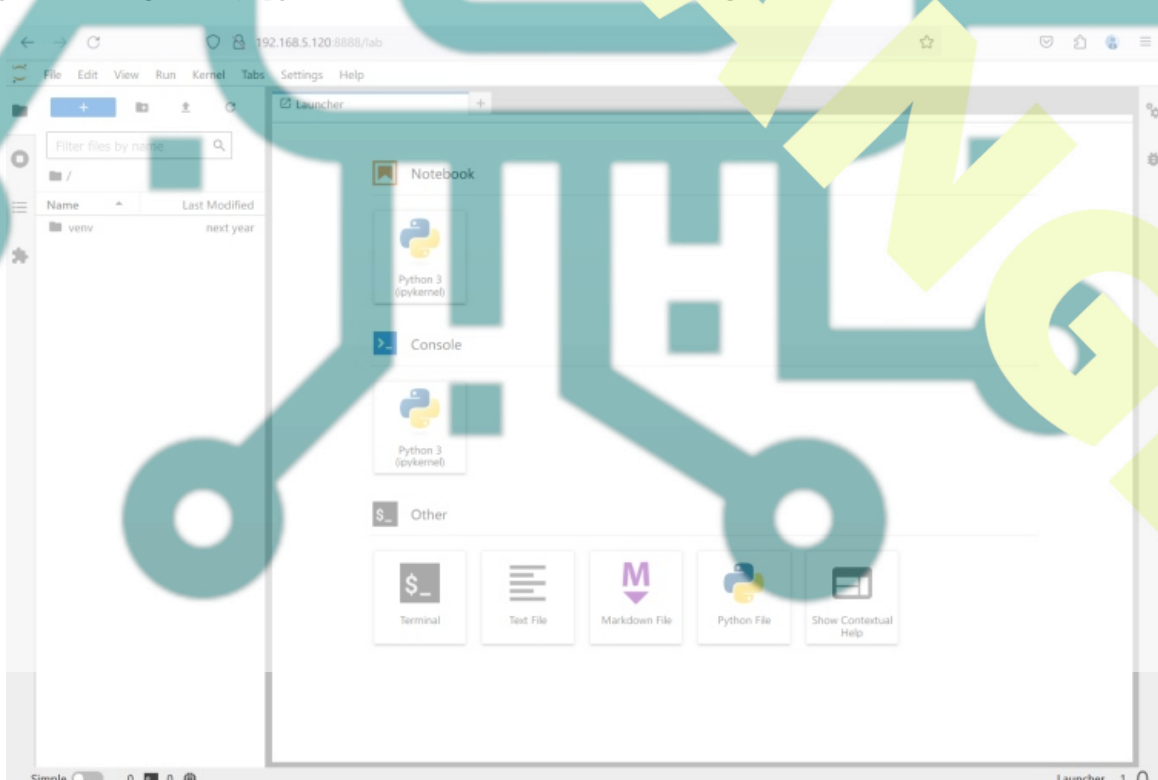 192.168.5.120:8888/lab
File Edit View Run Kernel Tabs Settings Help
+
Launcher
+
Filter files by name
/
Name Last Modified
venv next year
Notebook
Python 3
(ipykernel)
>_ Console
Python 3
(ipykernel)
$_ Other
$_
M
Terminal
Text File
Markdown File
Python File
Show Contextual
Help
Simple 0 $_ 0
Launcher 1